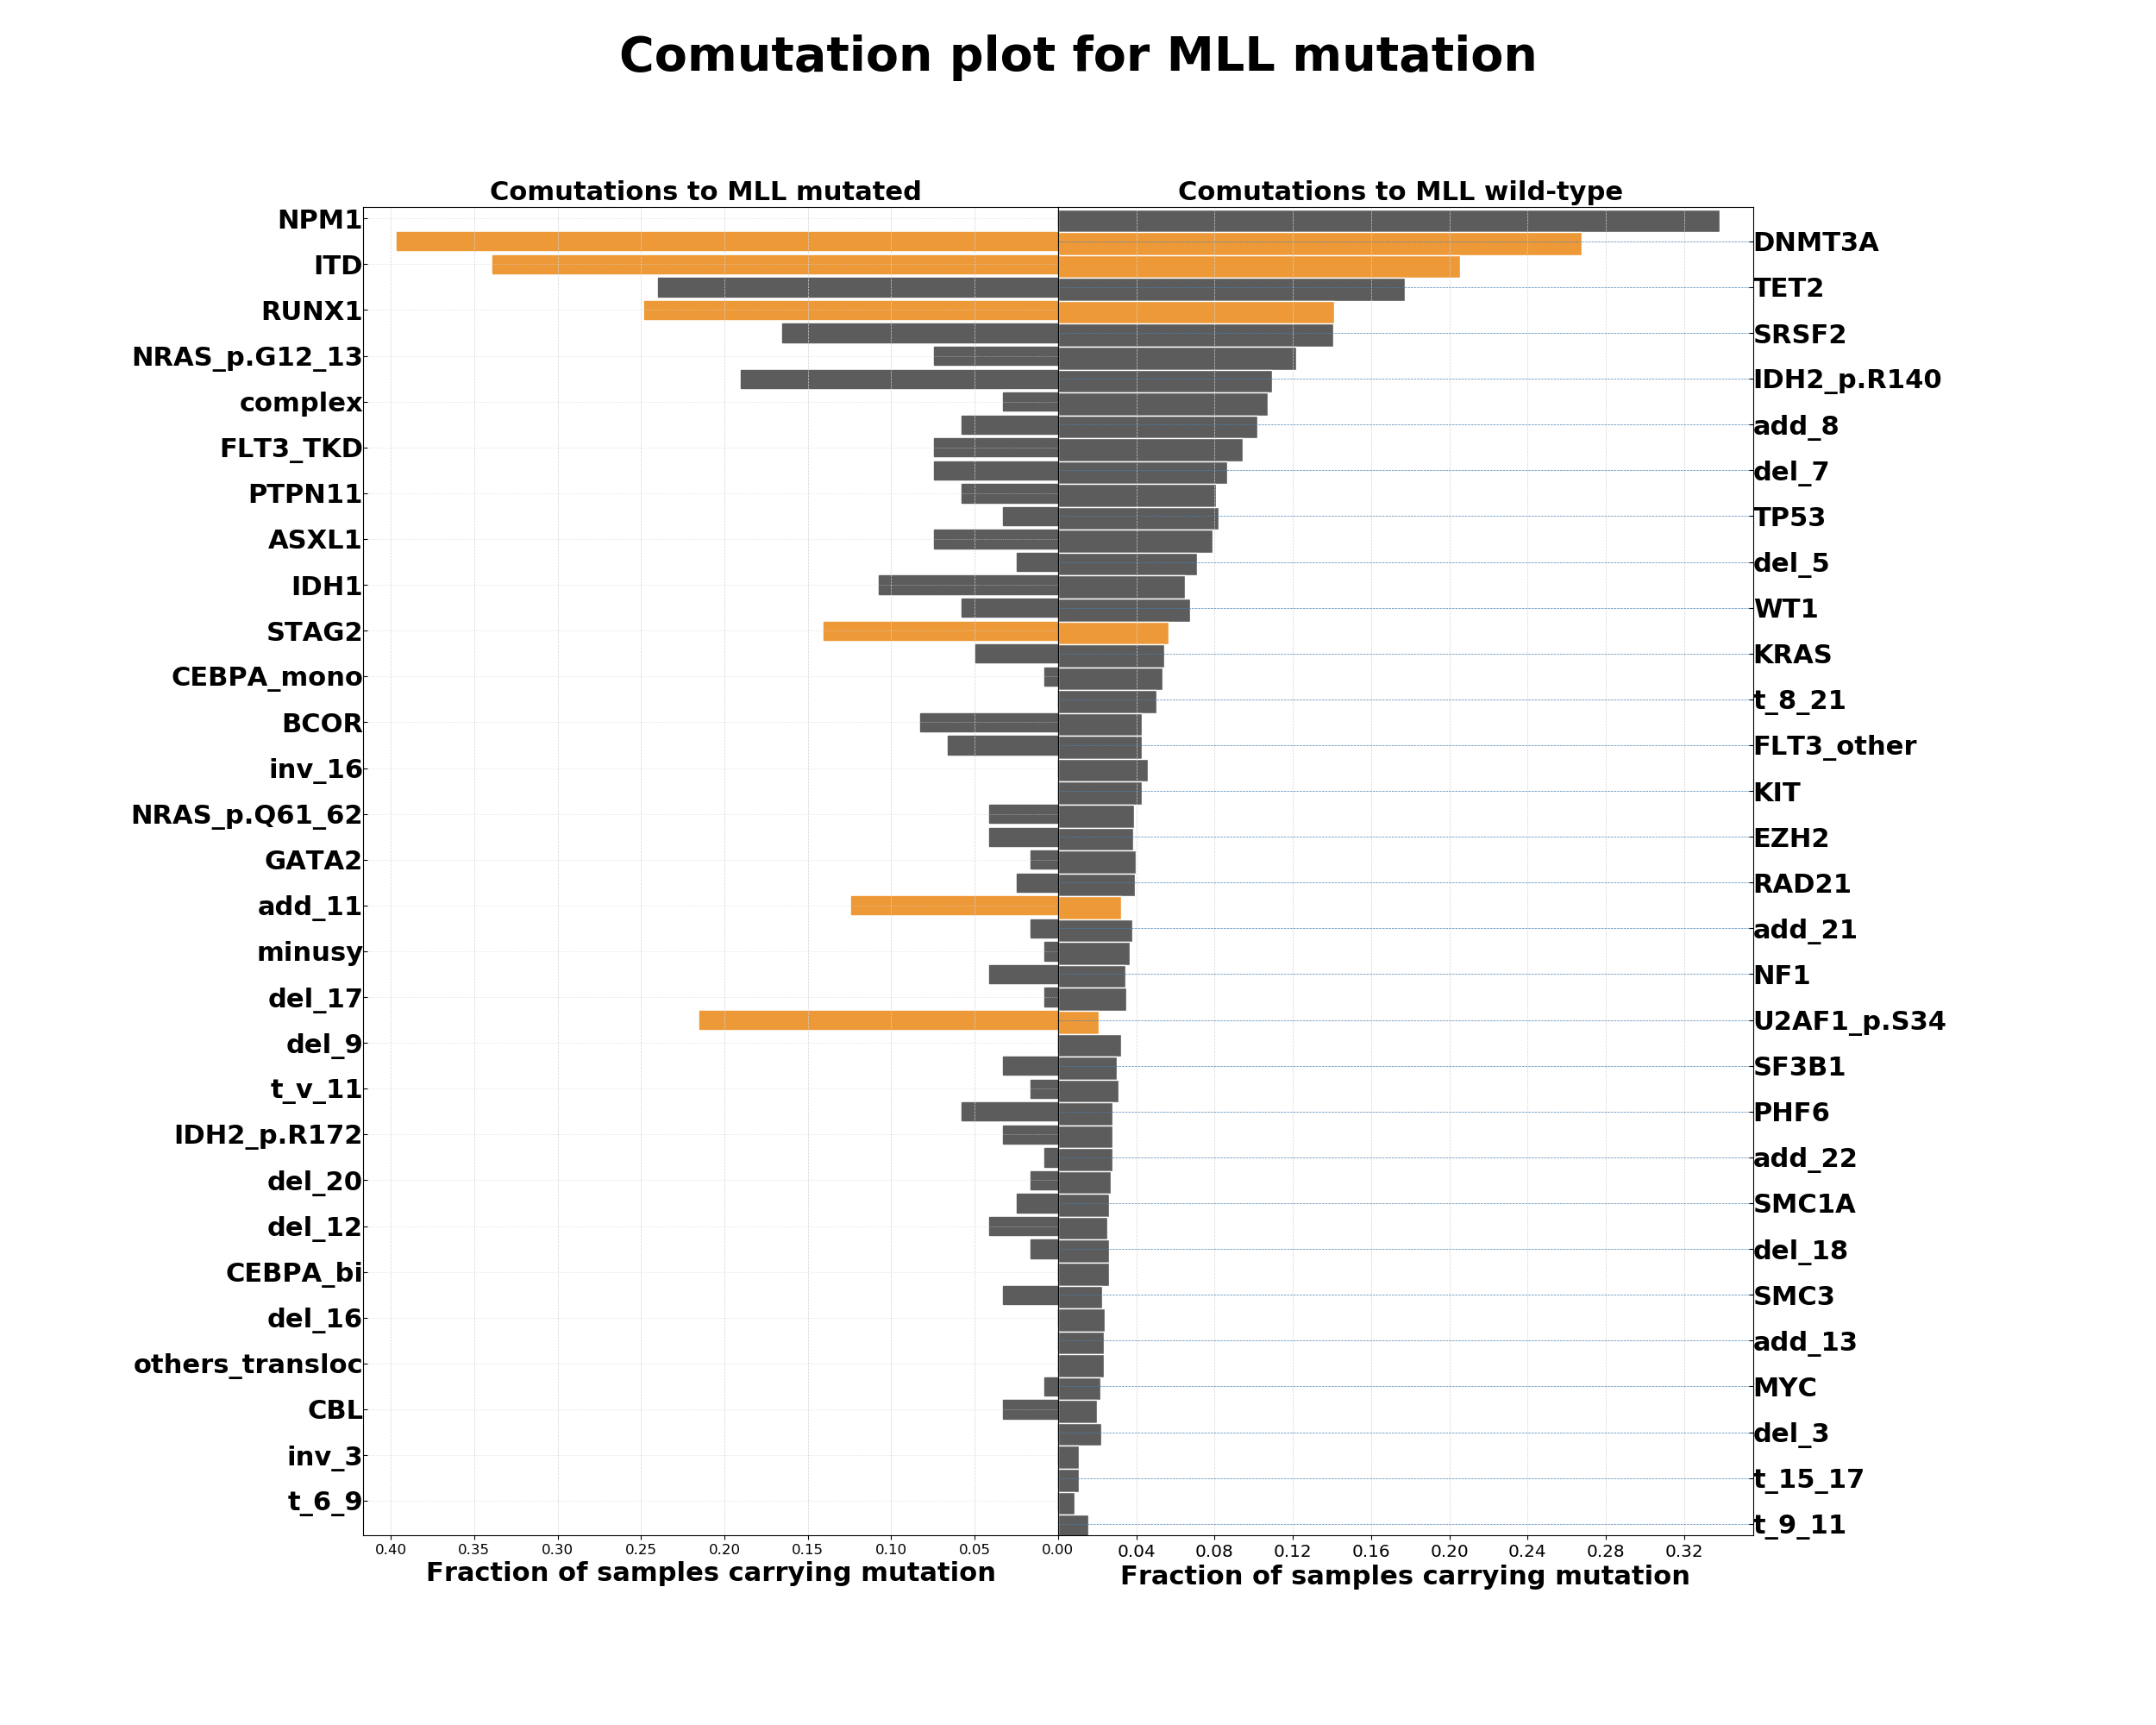 Comutation plot for MLL mutation
Comutations to MLL mutated
Comutations to MLL wild-type
NPM1
DNMT3A
ITD
TET2
RUNX1
SRSF2
NRAS_p.G12_13
IDH2_p.R140
complex
add_8
FLT3_TKD
del_7
PTPN11
TP53
ASXL1
del_5
IDH1
WT1
STAG2
KRAS
CEBPA_mono
t_8_21
BCOR
FLT3_other
inv_16
KIT
NRAS_p.Q61_62
EZH2
GATA2
RAD21
add_11
add_21
minusy
NF1
del_17
U2AF1_p.S34
del_9
SF3B1
t_v_11
PHF6
IDH2_p.R172
add_22
del_20
SMC1A
del_12
del_18
CEBPA_bi
SMC3
del_16
add_13
others_transloc
MYC
CBL
del_3
inv_3
t_15_17
t_6_9
t_9_11
0.40 0.35 0.30 0.25 0.20 0.15 0.10 0.05 0.00
0.04 0.08 0.12 0.16 0.20 0.24 0.28 0.32
Fraction of samples carrying mutation
Fraction of samples carrying mutation